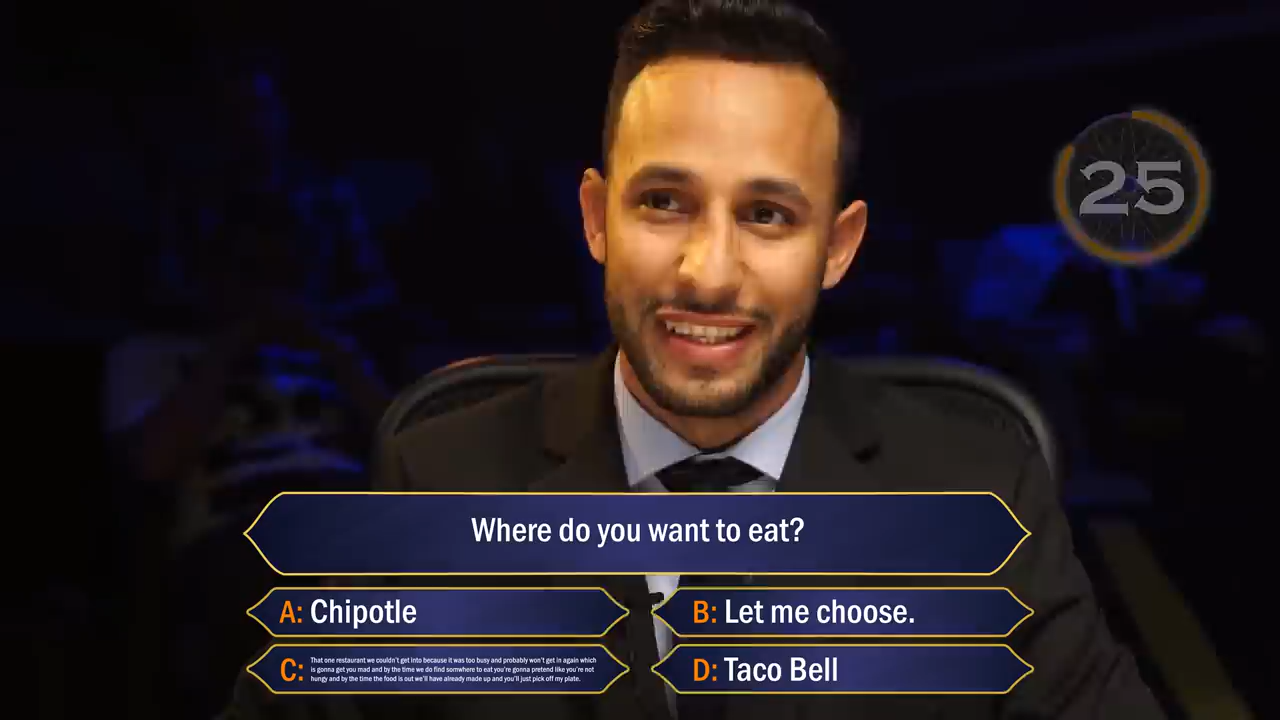 25
Where do you want to eat?
A: Chipotle
B: Let me choose.
C: That one restaurant we couldn't get into because it was too busy and probably won't get in again which
is gonna get you mad and by the time we do find somwhere to eat you're gonna pretend like you're not
hungry and by the time the food is out we'll have already made up and you'll just pick off my plate.
D: Taco Bell